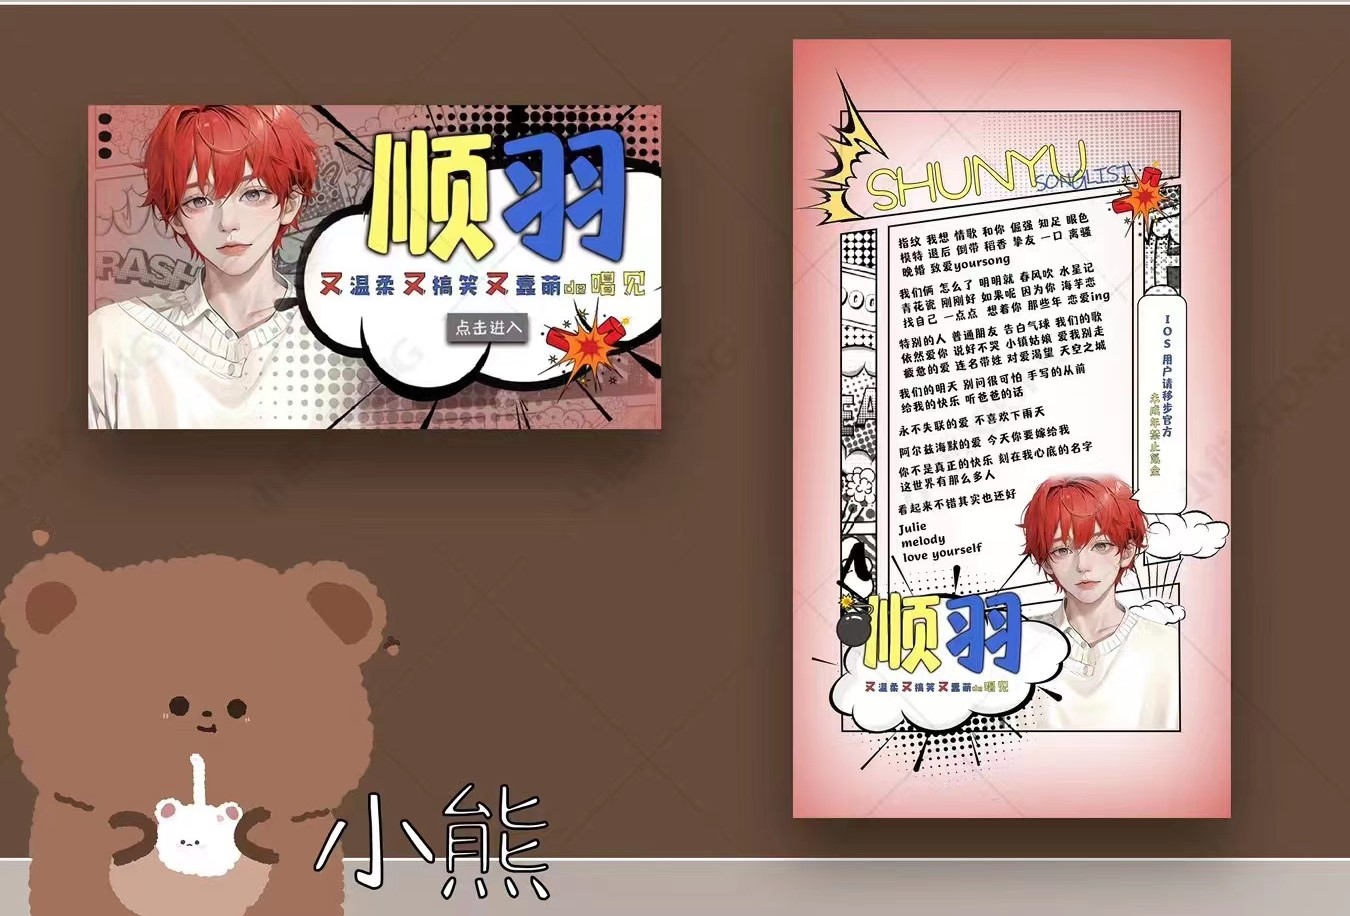 顺羽
又温柔又搞笑又蠢萌de唱见
点击进入
RASH
SHUNYU
SONGLIST
指纹 我想 情歌 和你 倔强 知足 眼色
模特 退后 倒带 稻香 挚友 一口 离骚
晚婚 致爱yoursong
我们俩 怎么了 明明就 春风吹 水星记
青花瓷 刚刚好 如果呢 因为你 海芋恋
找自己 一点点 想着你 那些年 恋爱ing
特别的人 普通朋友 告白气球 我们的歌
依然爱你 说好不哭 小镇姑娘 爱我别走
疲惫的爱 连名带姓 对爱渴望 天空之城
我们的明天 别问很可怕 手写的从前
给我的快乐 听爸爸的话
永不失联的爱 不喜欢下雨天
阿尔兹海默的爱 今天你要嫁给我
你不是真正的快乐 刻在我心底的名字
这世界有那么多人
看起来不错其实也还好
Julie
melody
love yourself
IOS 用户请移步官方
未成年禁止氪金
顺羽
又温柔又搞笑又蠢萌de唱见
小熊